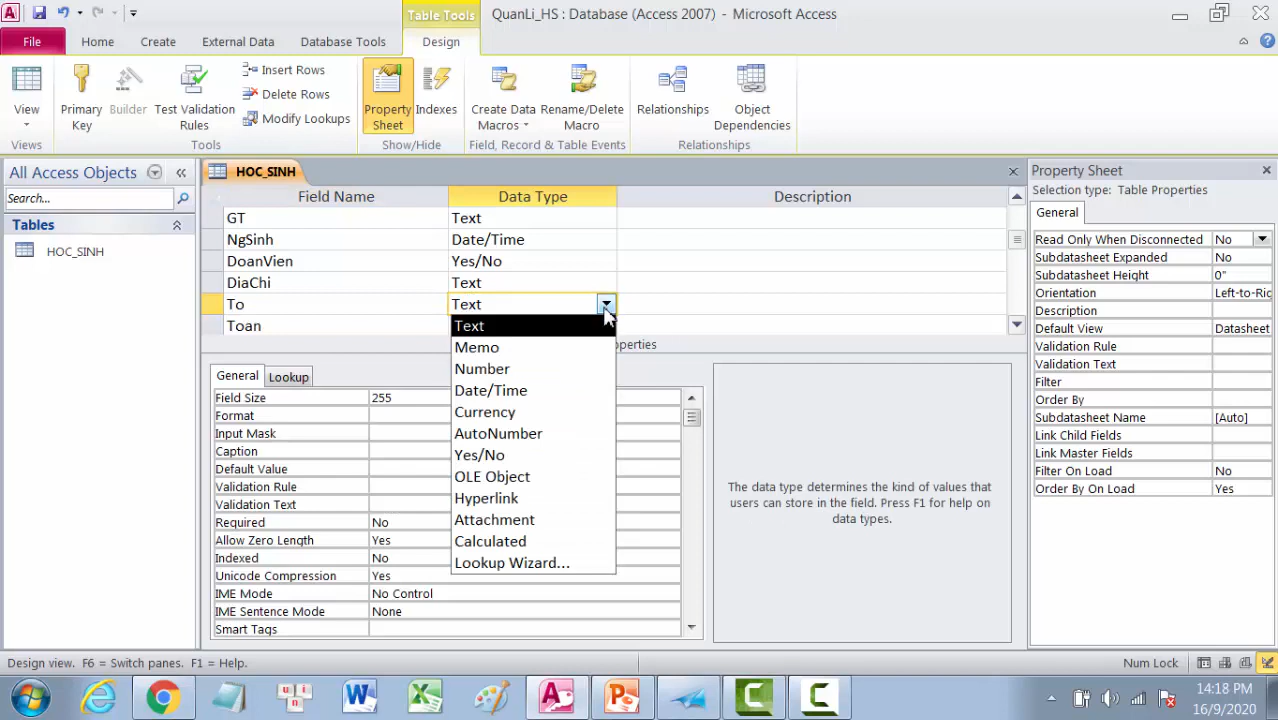 Table Tools
QuanLi_HS : Database (Access 2007) - Microsoft Access
File
Home
Create
External Data
Database Tools
Design
View
Primary Key
Builder
Test Validation Rules
Insert Rows
Delete Rows
Modify Lookups
Property Sheet
Indexes
Create Data Macros
Rename/Delete Macro
Relationships
Object Dependencies
Views
Tools
Show/Hide
Field, Record & Table Events
Relationships
All Access Objects
Search...
Tables
HOC_SINH
HOC_SINH
Field Name Data Type Description
GT Text
NgSinh Date/Time
DoanVien Yes/No
DiaChi Text
To Text
Toan
Text
Memo
Number
Date/Time
Currency
AutoNumber
Yes/No
OLE Object
Hyperlink
Attachment
Calculated
Lookup Wizard...
operties
General Lookup
Field Size 255
Format
Input Mask
Caption
Default Value
Validation Rule
Validation Text
Required No
Allow Zero Length Yes
Indexed No
Unicode Compression Yes
IME Mode No Control
IME Sentence Mode None
Smart Tags
The data type determines the kind of values that
users can store in the field. Press F1 for help on
data types.
Property Sheet
Selection type: Table Properties
General
Read Only When Disconnected No
Subdatasheet Expanded No
Subdatasheet Height 0"
Orientation Left-to-Rig
Description
Default View Datasheet
Validation Rule
Validation Text
Filter
Order By
Subdatasheet Name [Auto]
Link Child Fields
Link Master Fields
Filter On Load No
Order By On Load Yes
Design view. F6 = Switch panes. F1 = Help.
Num Lock
14:18 PM
16/9/2020